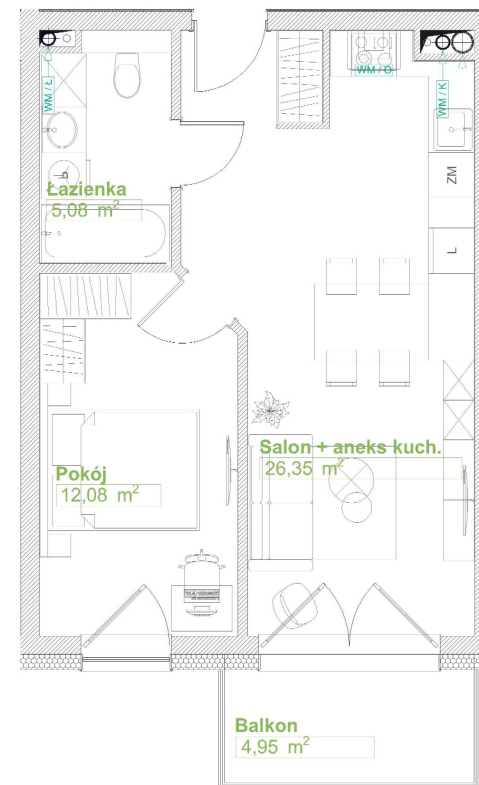 WM / O
WM / Ł
WM / K
ZM
Łazienka
5,08 m²
L
Salon + aneks kuch.
26,35 m²
Pokój
12,08 m²
Balkon
4,95 m²